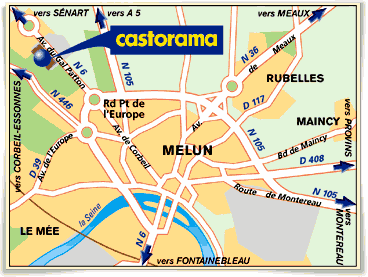 vers SÉNART
vers A 5
vers MEAUX
castorama
Av. du Gal Patton
N 6
N 105
N 36
Av. de Meaux
RUBELLES
N 446
Rd Pt de
l'Europe
D 117
vers CORBEIL-ESSONNES
Av. de l'Europe
Av. de Corbeil
N 105
MAINCY
vers PROVINS
MELUN
Bd de Maincy
D 408
D 39
Route de Montereau
N 105
la Seine
LE MÉE
N 6
vers FONTAINEBLEAU
vers
MONTEREAU